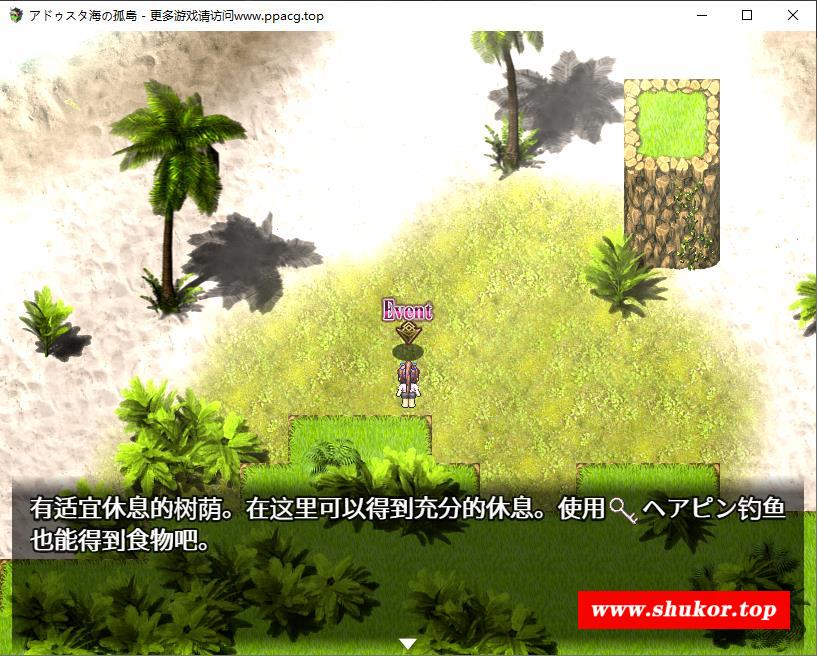 アドゥスタ海の孤島 - 更多游戏请访问www.ppacg.top
Event
有适宜休息的树荫。在这里可以得到充分的休息。使用ヘアピン钓鱼
也能得到食物吧。
www.shukor.top